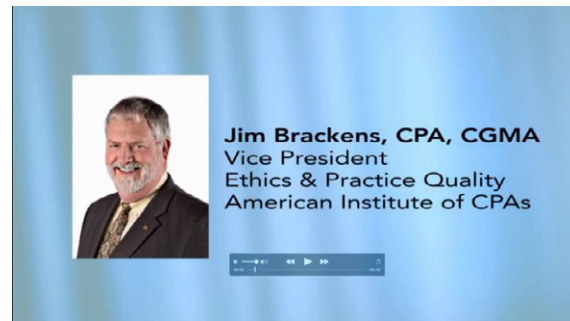 Jim Brackens, CPA, CGMA
Vice President
Ethics & Practice Quality
American Institute of CPAs